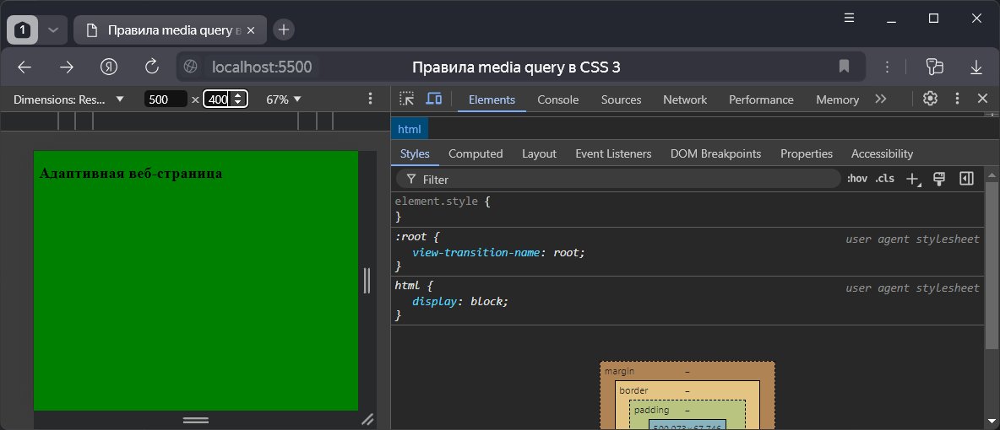 1
Правила media query в
localhost:5500
Правила media query в CSS 3
Dimensions: Res...
500 × 400
67%
Elements
Console
Sources
Network
Performance
Memory
html
Styles
Computed
Layout
Event Listeners
DOM Breakpoints
Properties
Accessibility
Filter
:hov .cls
element.style {
}
:root {
user agent stylesheet
view-transition-name: root;
}
html {
user agent stylesheet
display: block;
}
Адаптивная веб-страница
margin –
border –
padding –